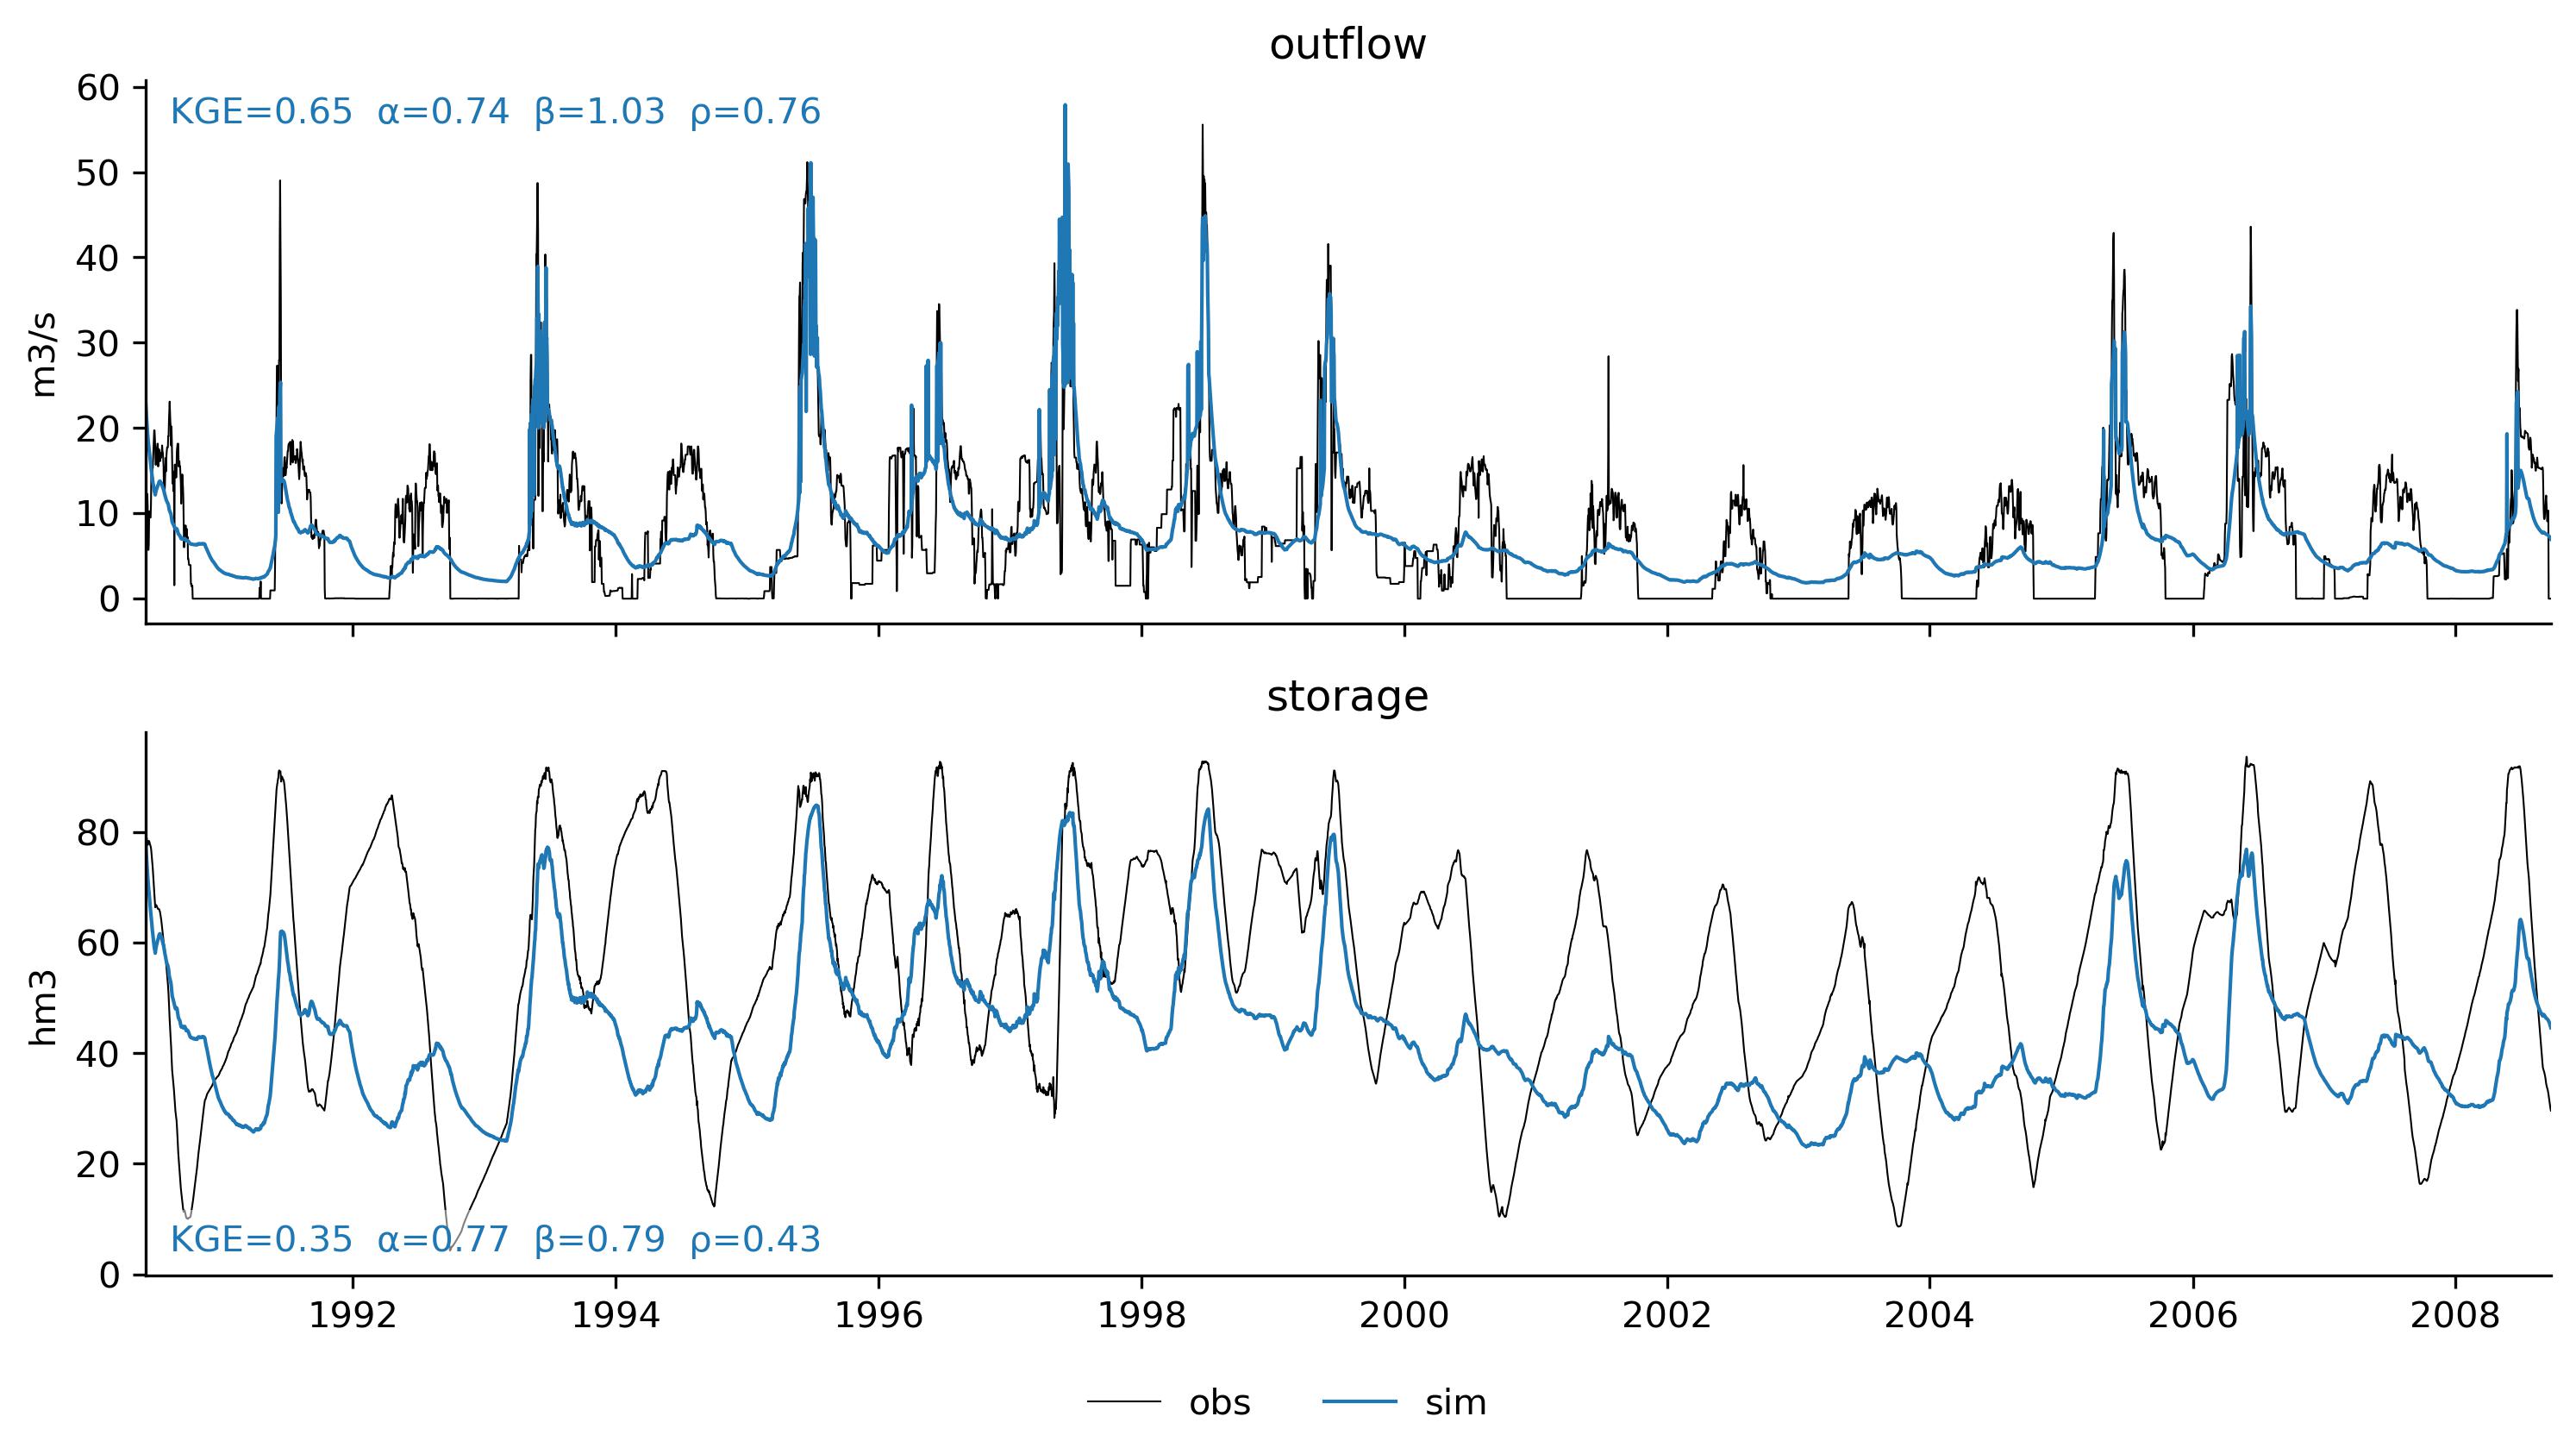 outflow
60
KGE=0.65 α=0.74 β=1.03 ρ=0.76
50
40
m3/s
30
20
10
0
storage
80
60
hm3
40
20
KGE=0.35 α=0.77 β=0.79 ρ=0.43
0
1992 1994 1996 1998 2000 2002 2004 2006 2008
obs sim